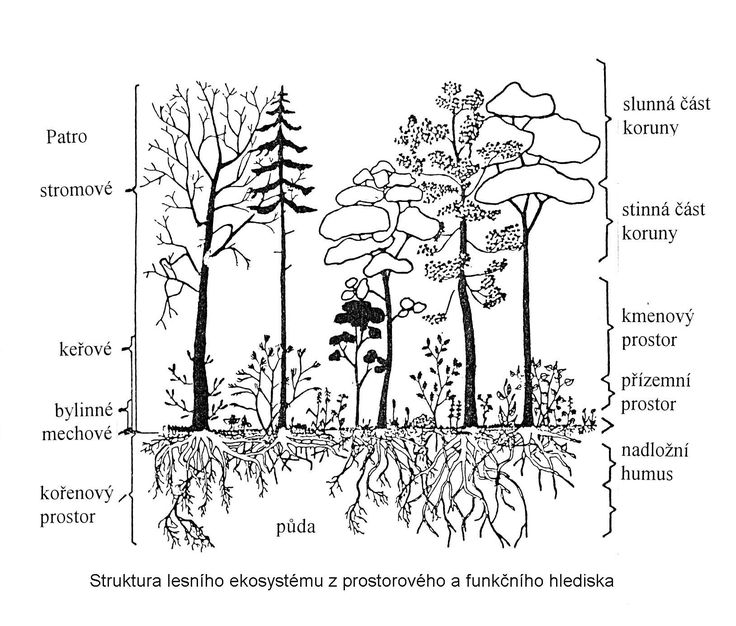 Patro
stromové
keřové
bylinné
mechové
kořenový
prostor
půda
slunná část
koruny
stinná část
koruny
kmenový
prostor
přízemní
prostor
nadložní
humus
Struktura lesního ekosystému z prostorového a funkčního hlediska